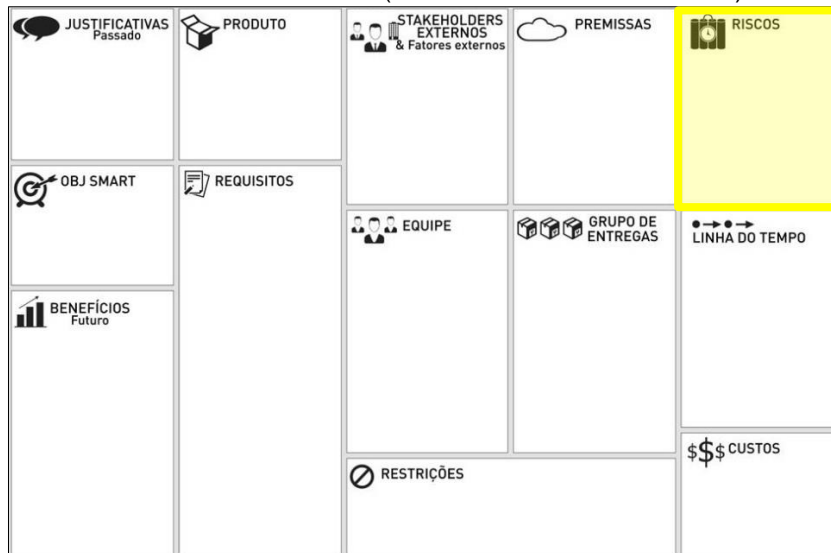 JUSTIFICATIVAS
Passado
PRODUTO
STAKEHOLDERS
EXTERNOS
& Fatores externos
PREMISSAS
RISCOS
OBJ SMART
REQUISITOS
EQUIPE
GRUPO DE
ENTREGAS
LINHA DO TEMPO
BENEFÍCIOS
Futuro
RESTRIÇÕES
$$$ CUSTOS